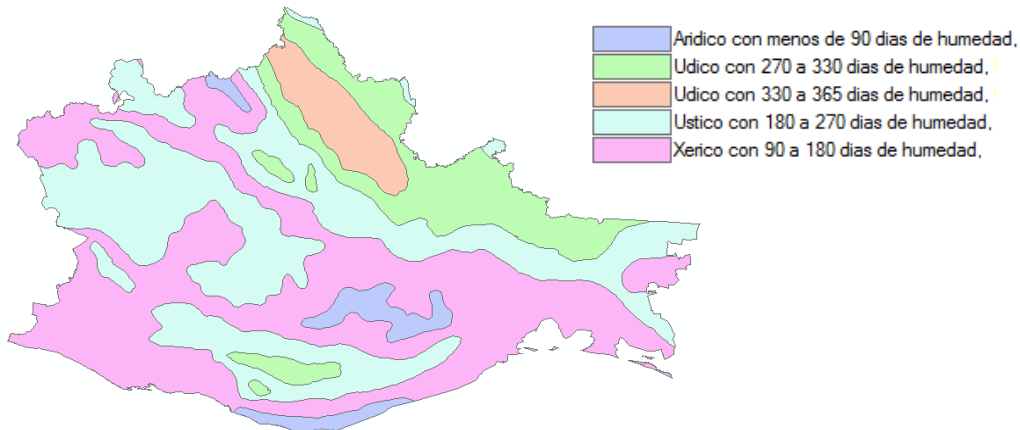 Aridico con menos de 90 dias de humedad,
Udico con 270 a 330 dias de humedad,
Udico con 330 a 365 dias de humedad,
Ustico con 180 a 270 dias de humedad,
Xerico con 90 a 180 dias de humedad,